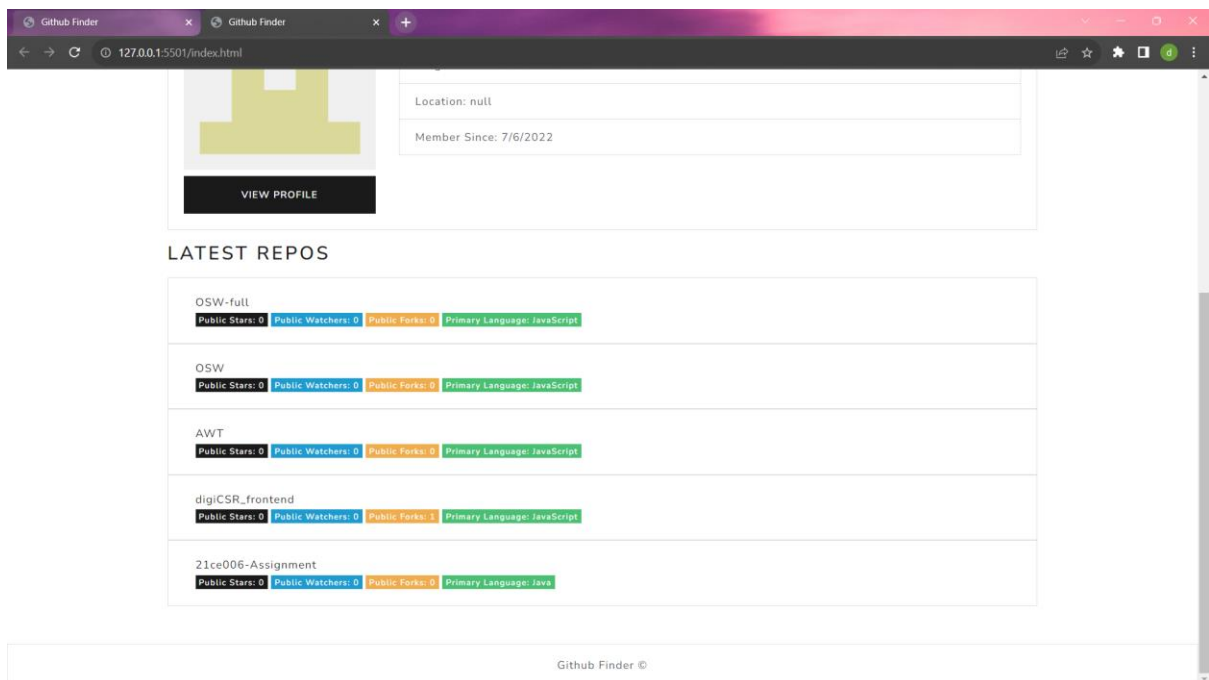 Github Finder
Github Finder
127.0.0.1:5501/index.html
d
Location: null
Member Since: 7/6/2022
VIEW PROFILE
LATEST REPOS
OSW-full
Public Stars: 0 Public Watchers: 0 Public Forks: 0 Primary Language: JavaScript
OSW
Public Stars: 0 Public Watchers: 0 Public Forks: 0 Primary Language: JavaScript
AWT
Public Stars: 0 Public Watchers: 0 Public Forks: 0 Primary Language: JavaScript
digiCSR_frontend
Public Stars: 0 Public Watchers: 0 Public Forks: 1 Primary Language: JavaScript
21ce006-Assignment
Public Stars: 0 Public Watchers: 0 Public Forks: 0 Primary Language: Java
Github Finder ©